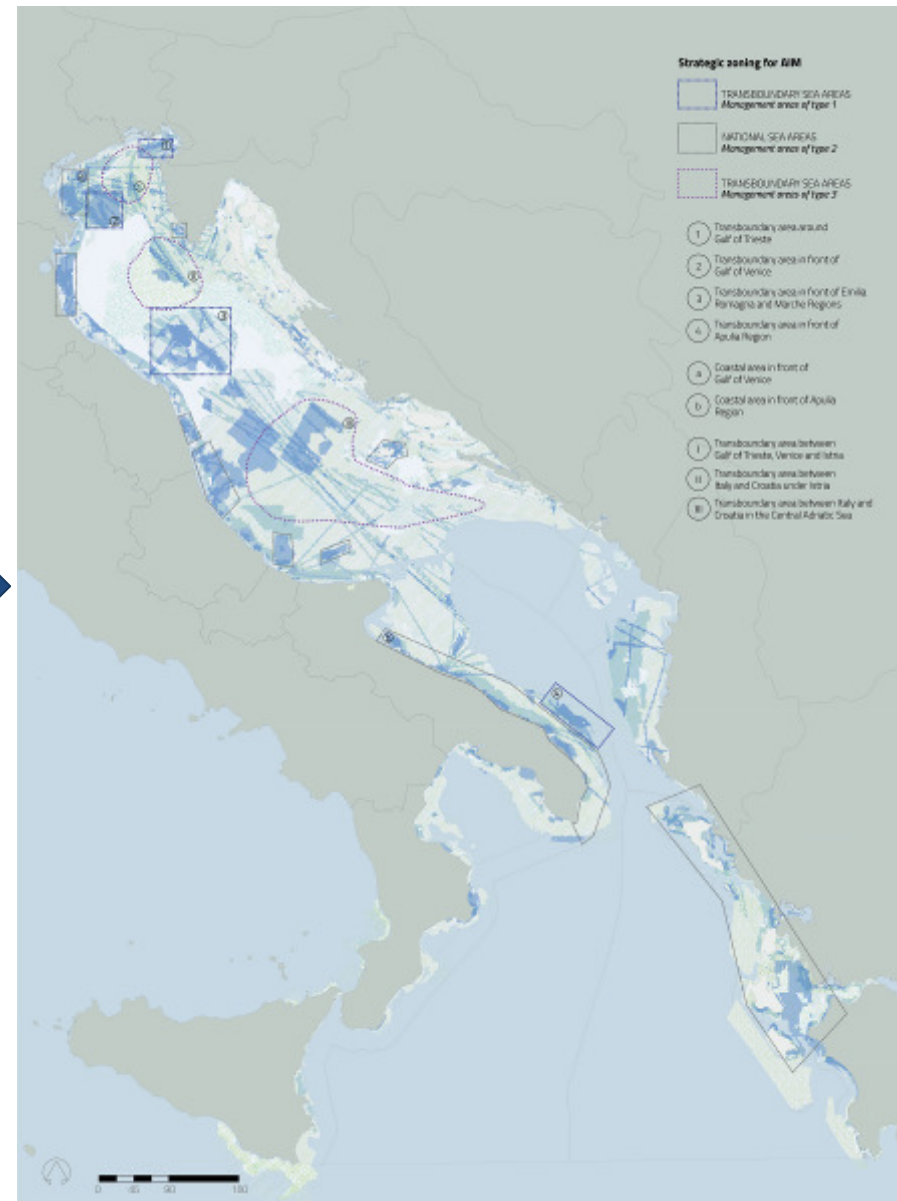 Strategic zoning for AIM
TRANSBOUNDARY SEA AREAS
Management areas of type 1
NATIONAL SEA AREAS
Management areas of type 2
TRANSBOUNDARY SEA AREAS
Management areas of type 3
1 Transboundary area around
Gulf of Trieste
2 Transboundary area in front of
Gulf of Venice
3 Transboundary area in front of Emilia
Romagna and Marche Regions
4 Transboundary area in front of
Apulia Region
a Coastal area in front of
Gulf of Venice
b Coastal area in front of Apulia
Region
I Transboundary area between
Gulf of Trieste, Venice and Istria
II Transboundary area between
Italy and Croatia under Istria
III Transboundary area between Italy and
Croatia in the Central Adriatic Sea
0 45 90 180